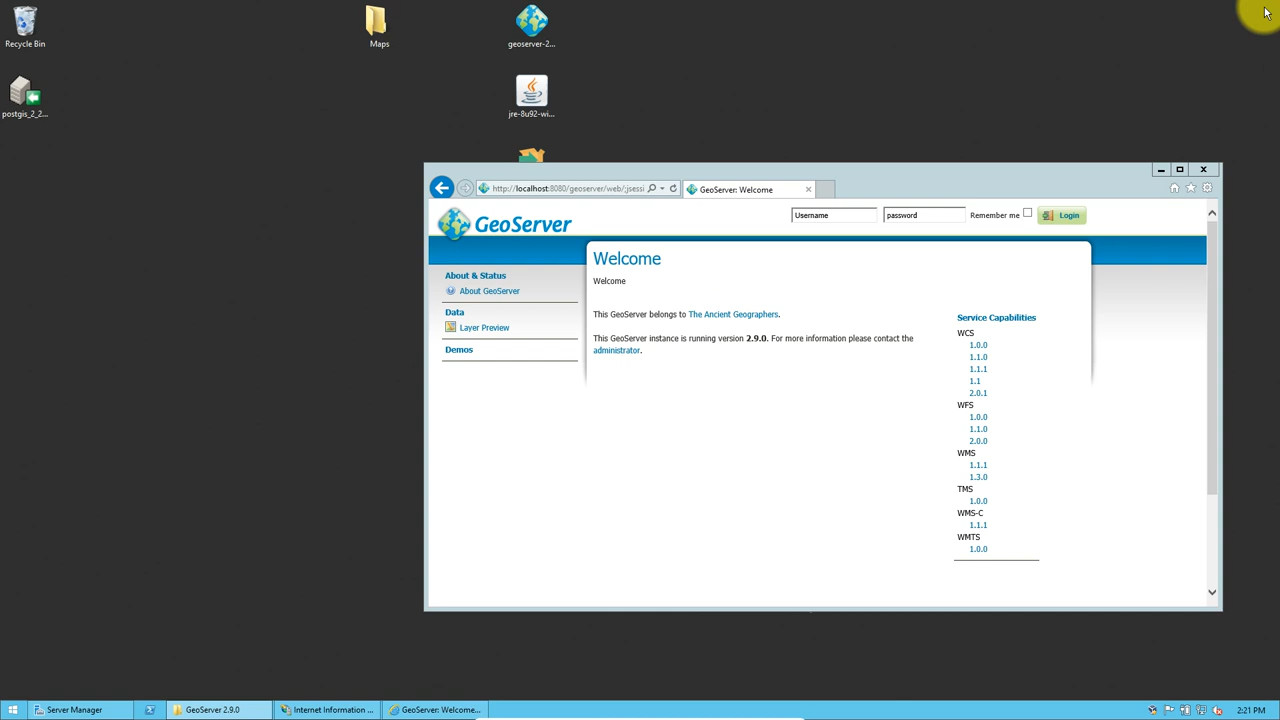 Recycle Bin
Maps
geoserver-2...
postgis_2_2...
jre-8u92-wi...
http://localhost:8080/geoserver/web/;jsessi
GeoServer: Welcome
GeoServer
Username
password
Remember me
Login
About & Status
About GeoServer
Data
Layer Preview
Demos
Welcome
Welcome
This GeoServer belongs to The Ancient Geographers.
This GeoServer instance is running version 2.9.0. For more information please contact the
administrator.
Service Capabilities
WCS
1.0.0
1.1.0
1.1.1
1.1
2.0.1
WFS
1.0.0
1.1.0
2.0.0
WMS
1.1.1
1.3.0
TMS
1.0.0
WMS-C
1.1.1
WMTS
1.0.0
Server Manager
GeoServer 2.9.0
Internet Information ...
GeoServer: Welcome...
2:21 PM